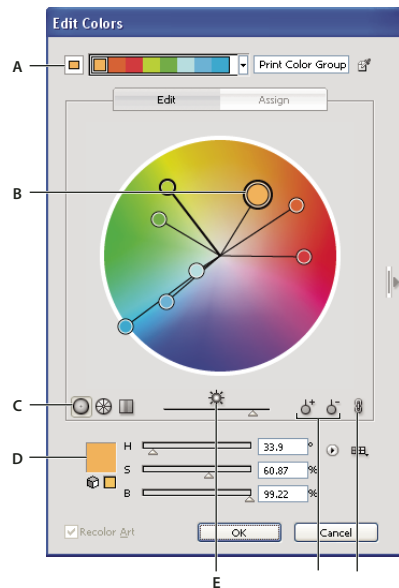 Edit Colors
A
Print Color Group
Edit Assign
B
C
D
H 33.9 °
S 60.87 %
B 99.22 %
Recolor Art
OK Cancel
E